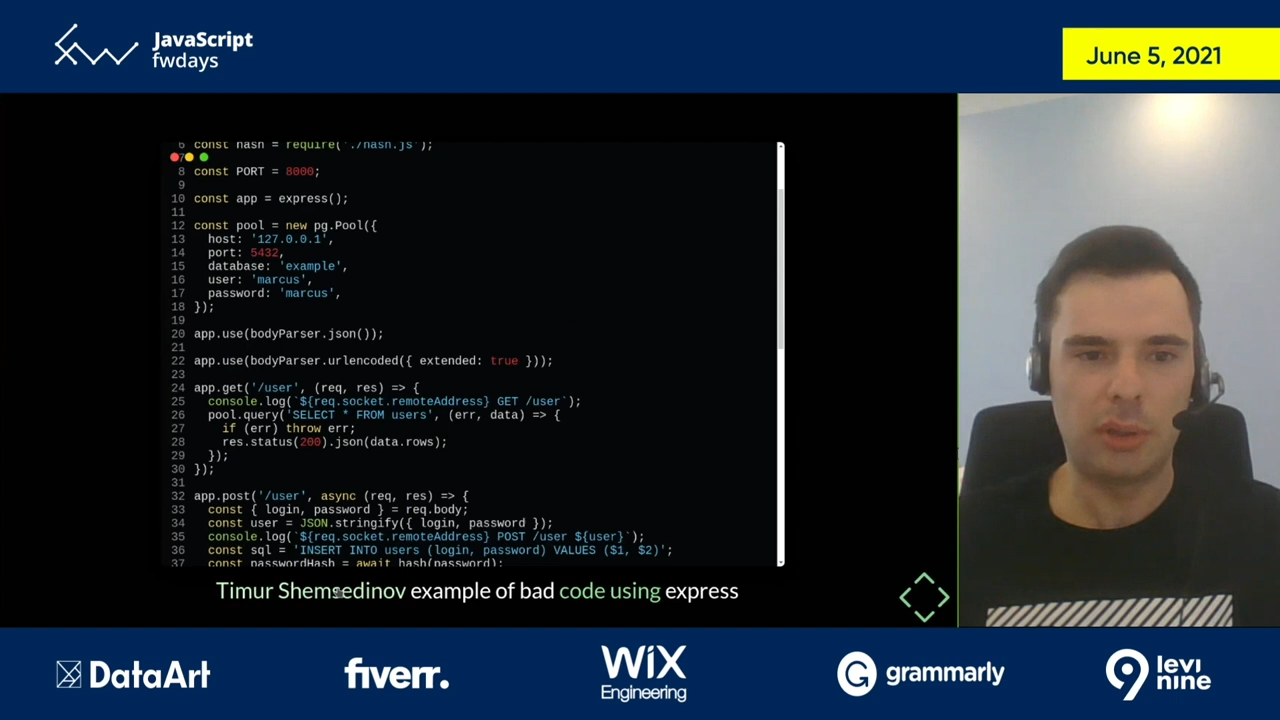 JavaScript
fwdays
June 5, 2021
6 const hash = require('./hash.js');
7
8 const PORT = 8000;
9
10 const app = express();
11
12 const pool = new pg.Pool({
13   host: '127.0.0.1',
14   port: 5432,
15   database: 'example',
16   user: 'marcus',
17   password: 'marcus',
18 });
19
20 app.use(bodyParser.json());
21
22 app.use(bodyParser.urlencoded({ extended: true }));
23
24 app.get('/user', (req, res) => {
25   console.log(`${req.socket.remoteAddress} GET /user`);
26   pool.query('SELECT * FROM users', (err, data) => {
27     if (err) throw err;
28     res.status(200).json(data.rows);
29   });
30 });
31
32 app.post('/user', async (req, res) => {
33   const { login, password } = req.body;
34   const user = JSON.stringify({ login, password });
35   console.log(`${req.socket.remoteAddress} POST /user ${user}`);
36   const sql = 'INSERT INTO users (login, password) VALUES ($1, $2)';
37   const passwordHash = await hash(password);
Timur Shemsedinov example of bad code using express
DataArt
fiverr.
WiX
Engineering
grammarly
levi
nine